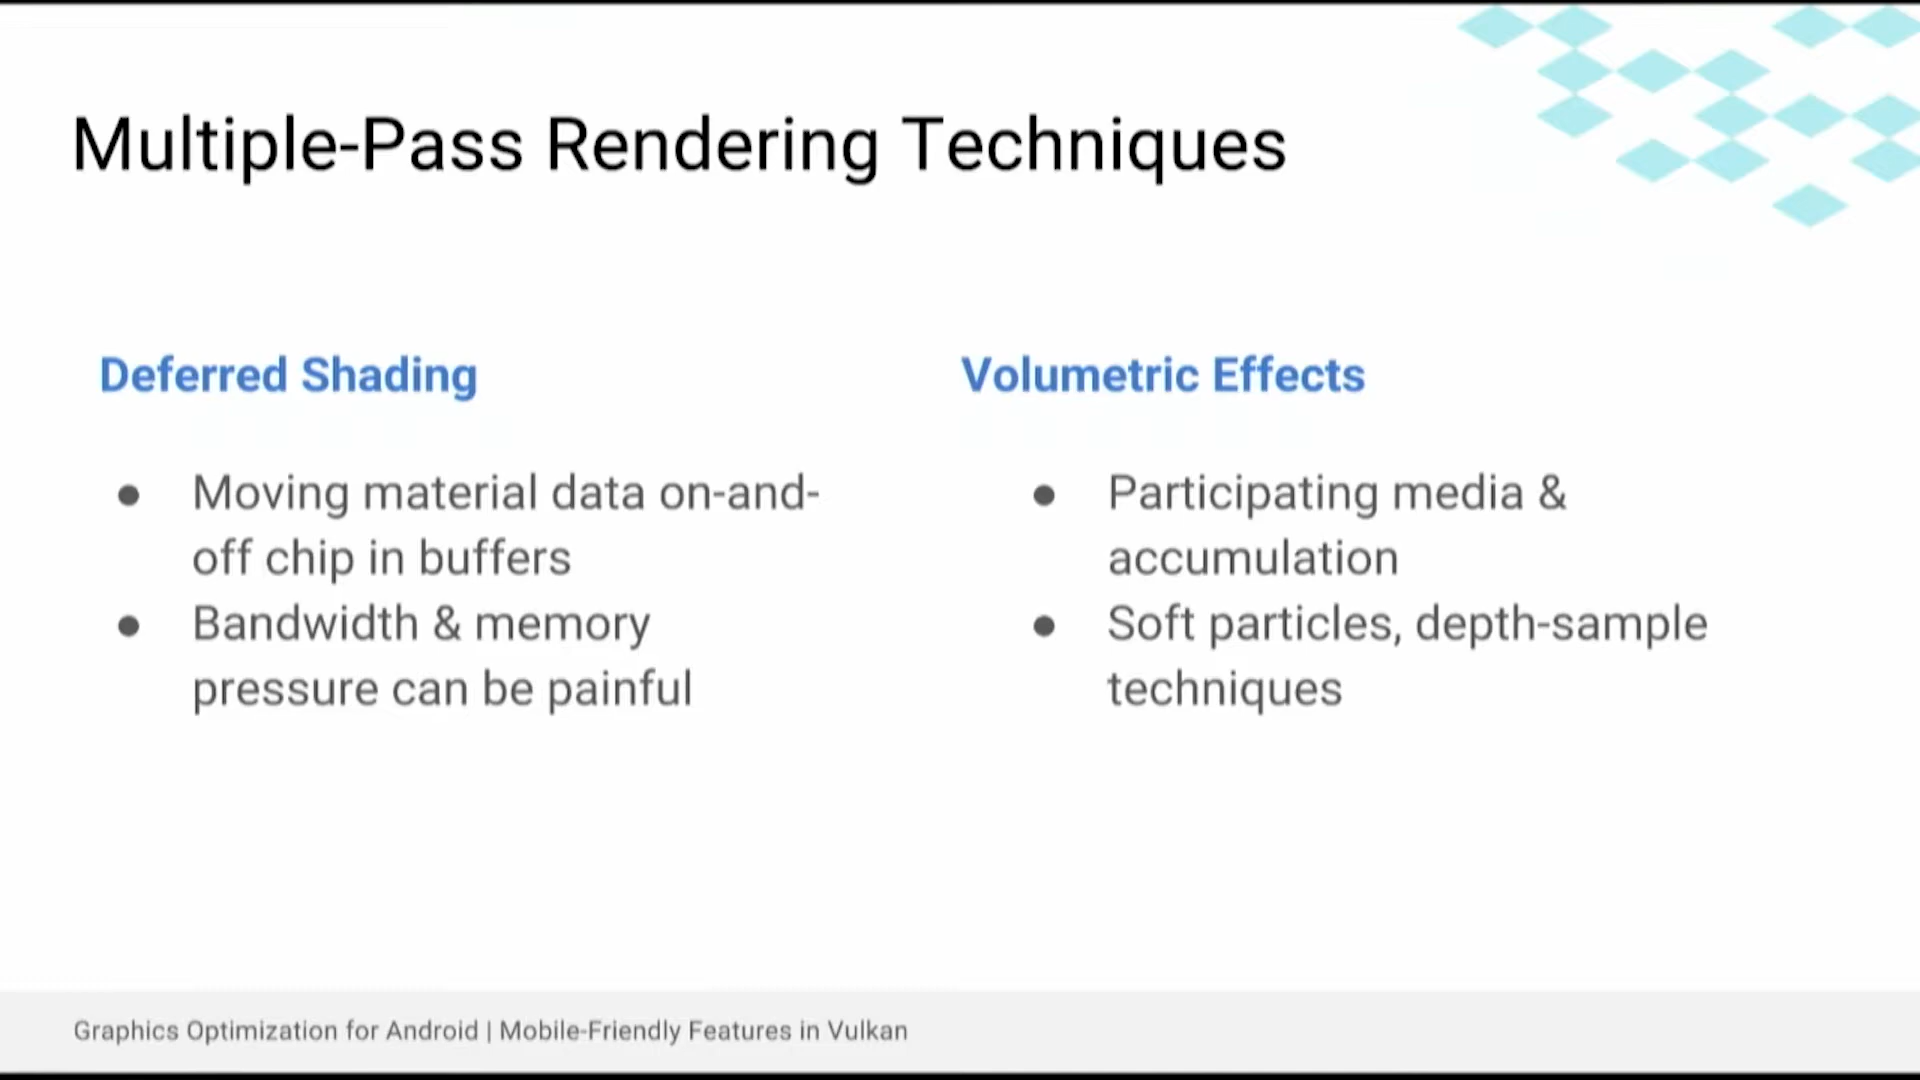 Multiple-Pass Rendering Techniques
Deferred Shading
● Moving material data on-and-
off chip in buffers
● Bandwidth & memory
pressure can be painful
Volumetric Effects
● Participating media &
accumulation
● Soft particles, depth-sample
techniques
Graphics Optimization for Android | Mobile-Friendly Features in Vulkan